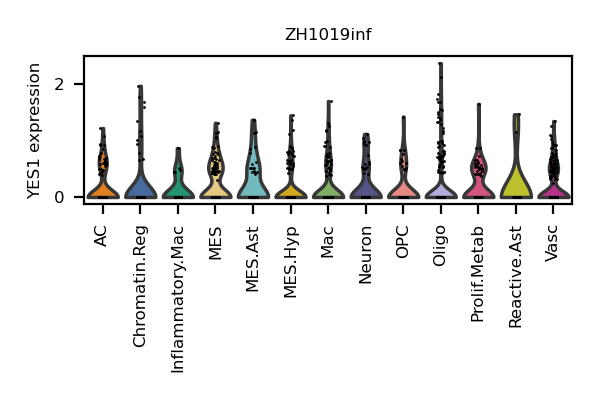 ZH1019inf
YES1 expression
2
0
AC
Chromatin.Reg
Inflammatory.Mac
MES
MES.Ast
MES.Hyp
Mac
Neuron
OPC
Oligo
Prolif.Metab
Reactive.Ast
Vasc